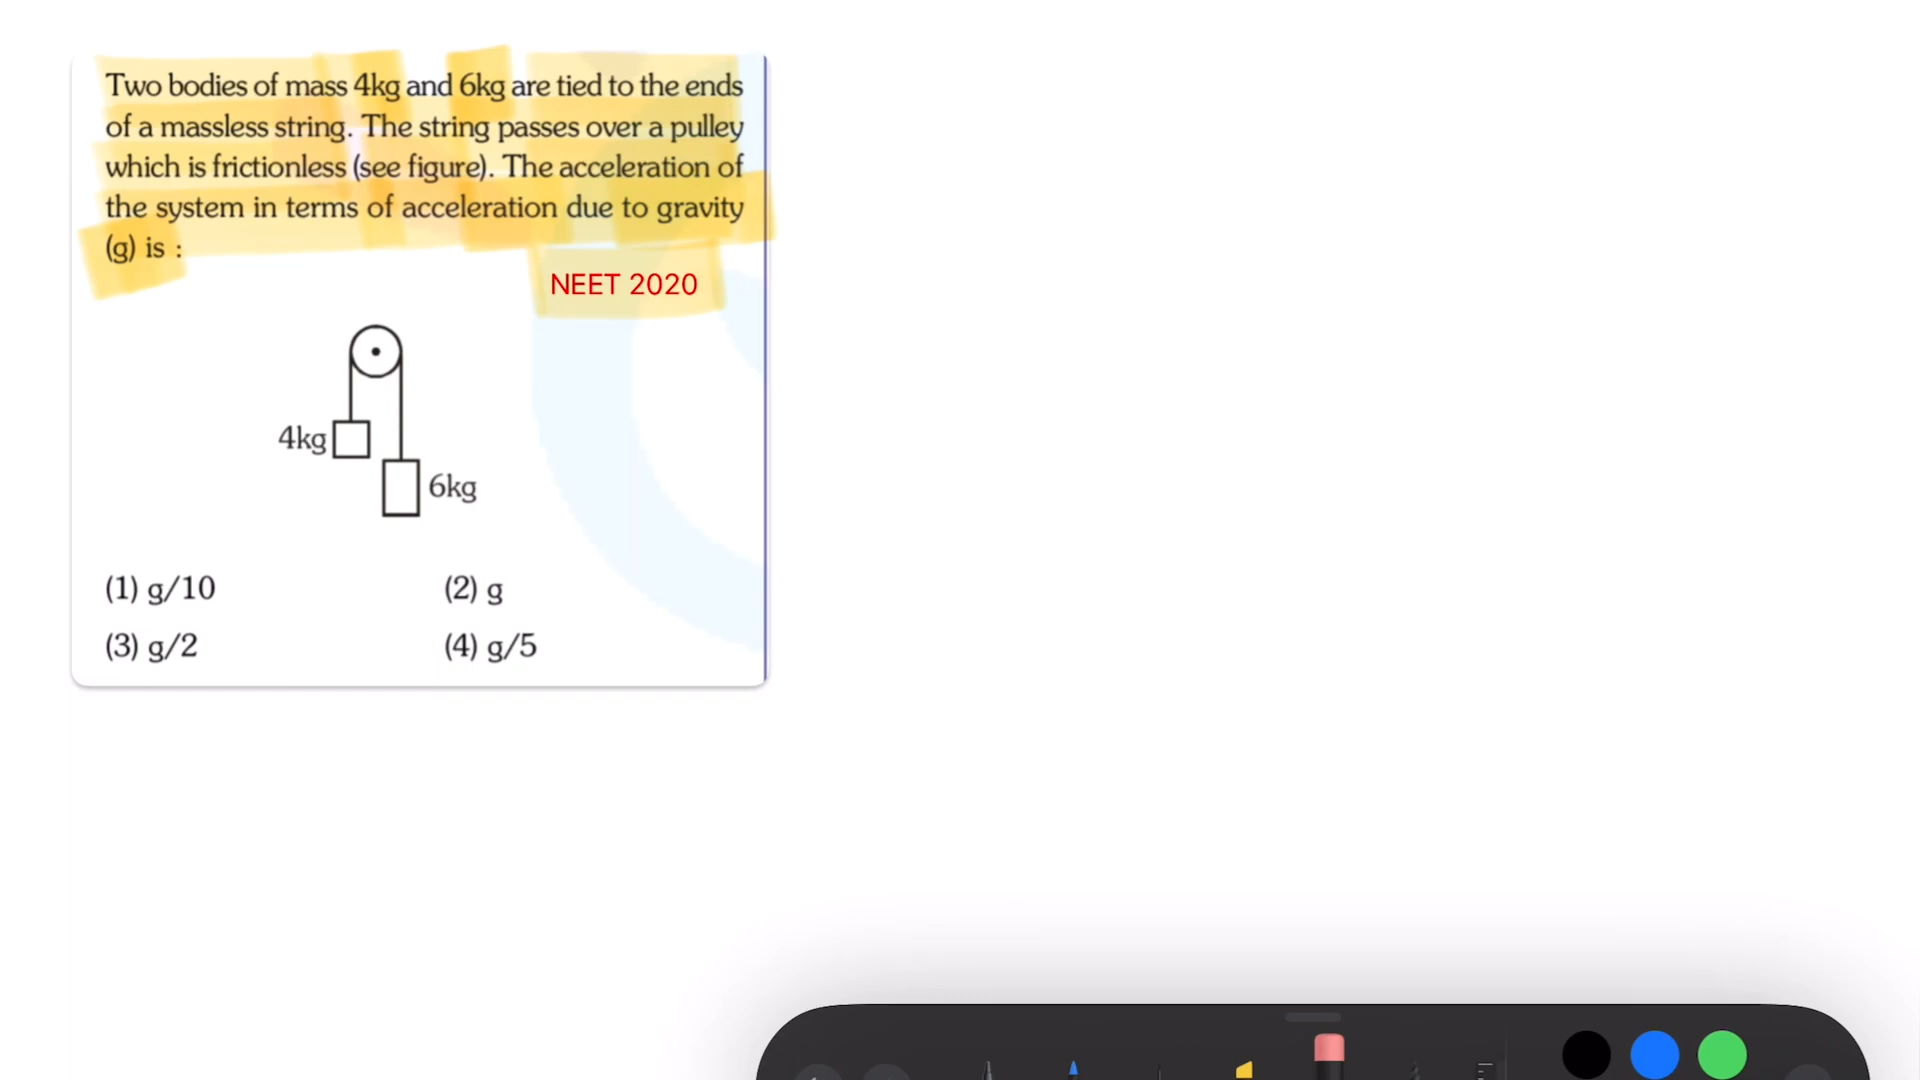 Two bodies of mass 4kg and 6kg are tied to the ends
of a massless string. The string passes over a pulley
which is frictionless (see figure). The acceleration of
the system in terms of acceleration due to gravity
(g) is :
NEET 2020
4kg
6kg
(1) g/10 (2) g
(3) g/2 (4) g/5